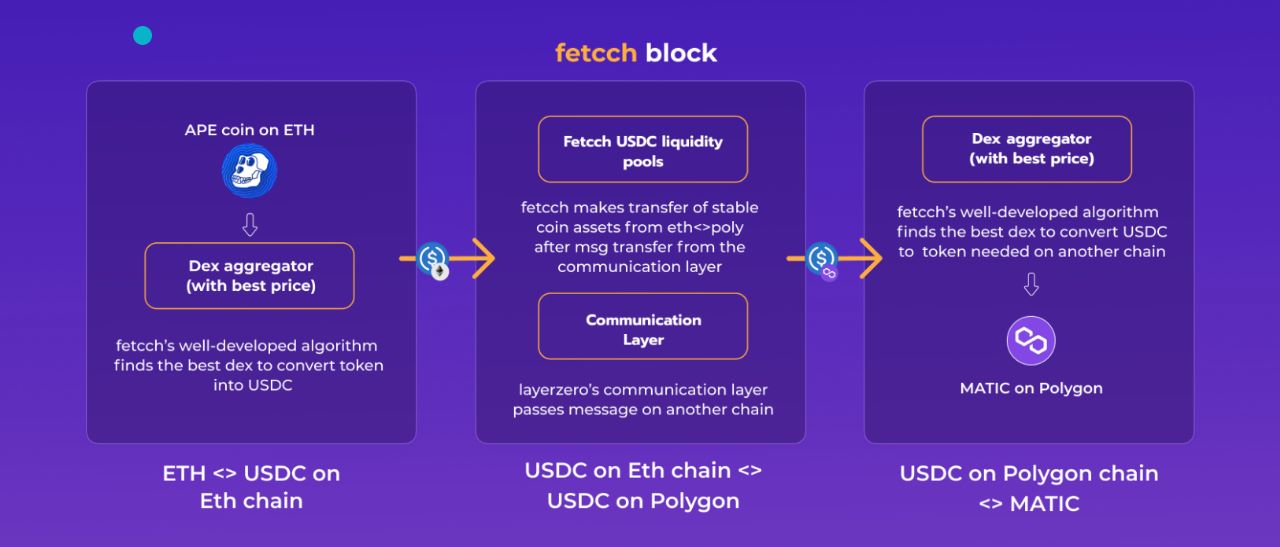 fetcch block
APE coin on ETH
Dex aggregator
(with best price)
fetcch's well-developed algorithm
finds the best dex to convert token
into USDC
ETH <> USDC on
Eth chain
Fetcch USDC liquidity
pools
fetcch makes transfer of stable
coin assets from eth<>poly
after msg transfer from the
communication layer
Communication
Layer
layerzero's communication layer
passes message on another chain
USDC on Eth chain <>
USDC on Polygon
Dex aggregator
(with best price)
fetcch's well-developed algorithm
finds the best dex to convert USDC
to token needed on another chain
MATIC on Polygon
USDC on Polygon chain
<> MATIC